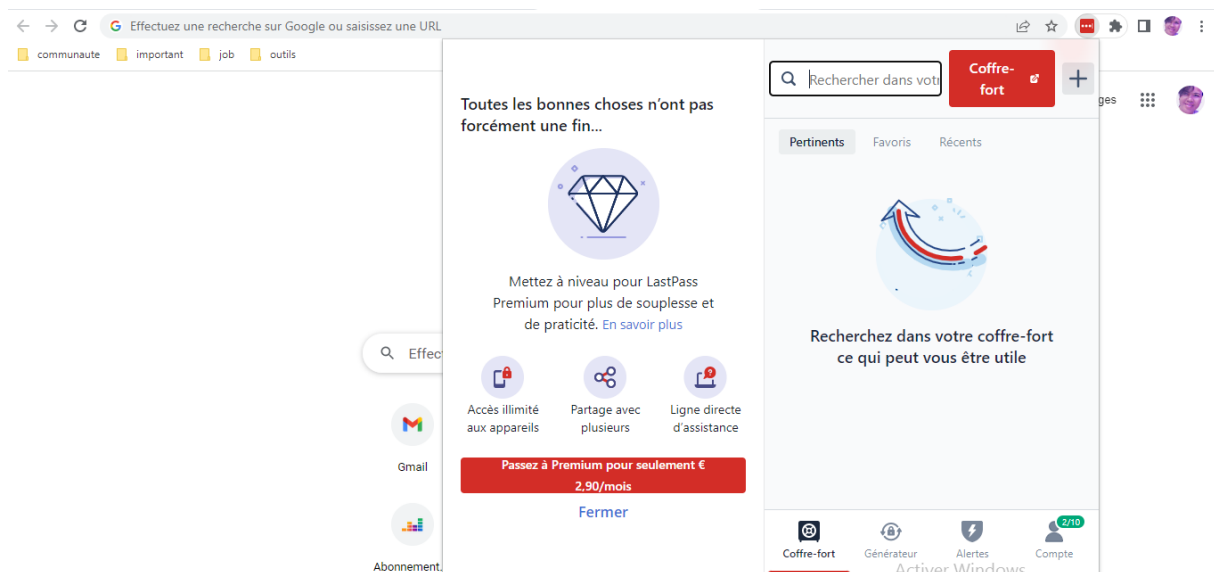 Effectuez une recherche sur Google ou saisissez une URL
communaute
important
job
outils
Toutes les bonnes choses n'ont pas
forcément une fin...
Mettez à niveau pour LastPass
Premium pour plus de souplesse et
de praticité. En savoir plus
Accès illimité
aux appareils
Partage avec
plusieurs
Ligne directe
d'assistance
Passez à Premium pour seulement €
2,90/mois
Fermer
Rechercher dans votr
Coffre-
fort
Pertinents
Favoris
Récents
Recherchez dans votre coffre-fort
ce qui peut vous être utile
Coffre-fort
Générateur
Alertes
2/10
Compte
Activer Windows
ges
Effec
Gmail
Abonnement